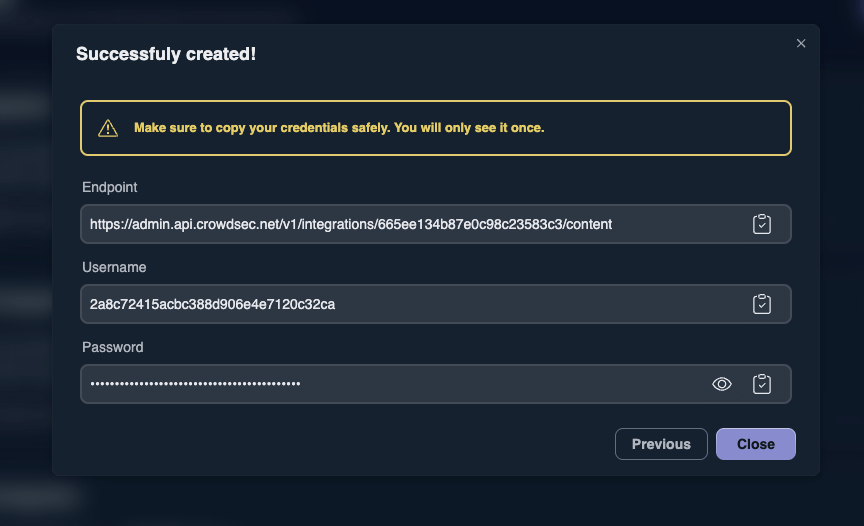 Successfuly created!
Make sure to copy your credentials safely. You will only see it once.
Endpoint
https://admin.api.crowdsec.net/v1/integrations/665ee134b87e0c98c23583c3/content
Username
2a8c72415acbc388d906e4e7120c32ca
Password
Previous
Close